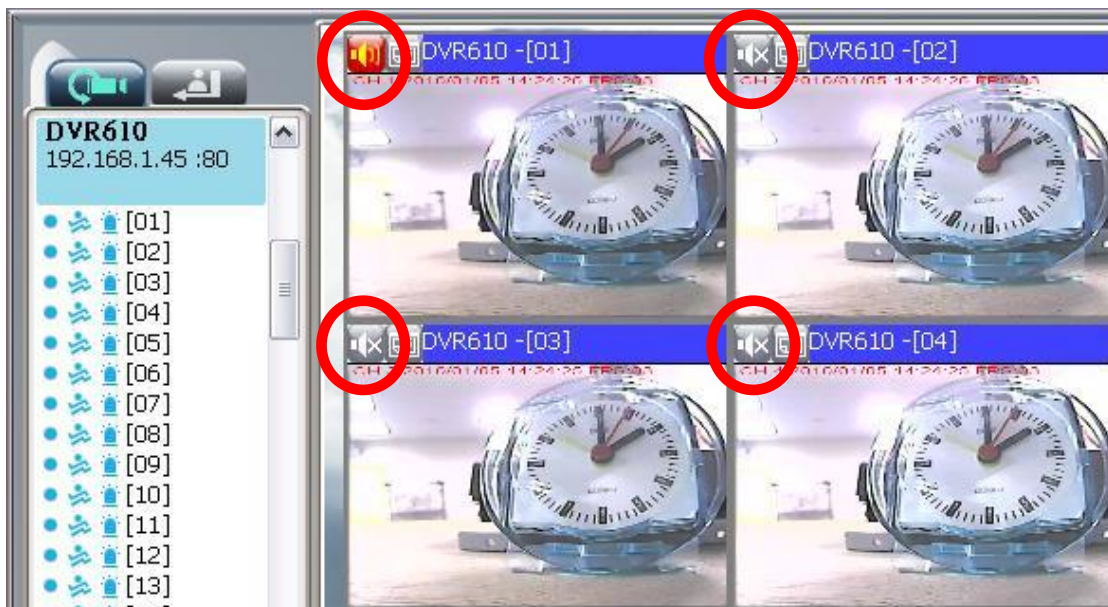 DVR610
192.168.1.45 :80
[01]
[02]
[03]
[04]
[05]
[06]
[07]
[08]
[09]
[10]
[11]
[12]
[13]
DVR610 -[01]
DVR610 -[02]
DVR610 -[03]
DVR610 -[04]